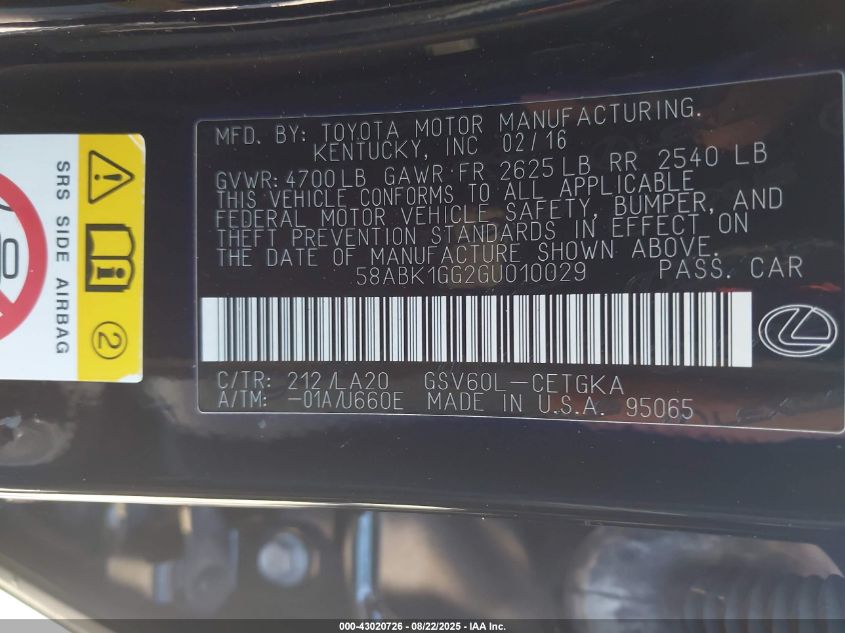 MFD. BY: TOYOTA MOTOR MANUFACTURING.
KENTUCKY, INC 02/16
GVWR: 4700LB GAWR FR 2625LB RR 2540 LB
THIS VEHICLE CONFORMS TO ALL APPLICABLE
FEDERAL MOTOR VEHICLE SAFETY, BUMPER, AND
THEFT PREVENTION STANDARDS IN EFFECT ON
THE DATE OF MANUFACTURE SHOWN ABOVE.
58ABK1GG2GU010029 PASS. CAR
C/TR: 212/LA20 GSV60L-CETGKA
A/TM: -01A/U660E MADE IN U.S.A. 95065
SRS SIDE AIRBAG
2
000-43020726 - 08/22/2025 - IAA Inc.